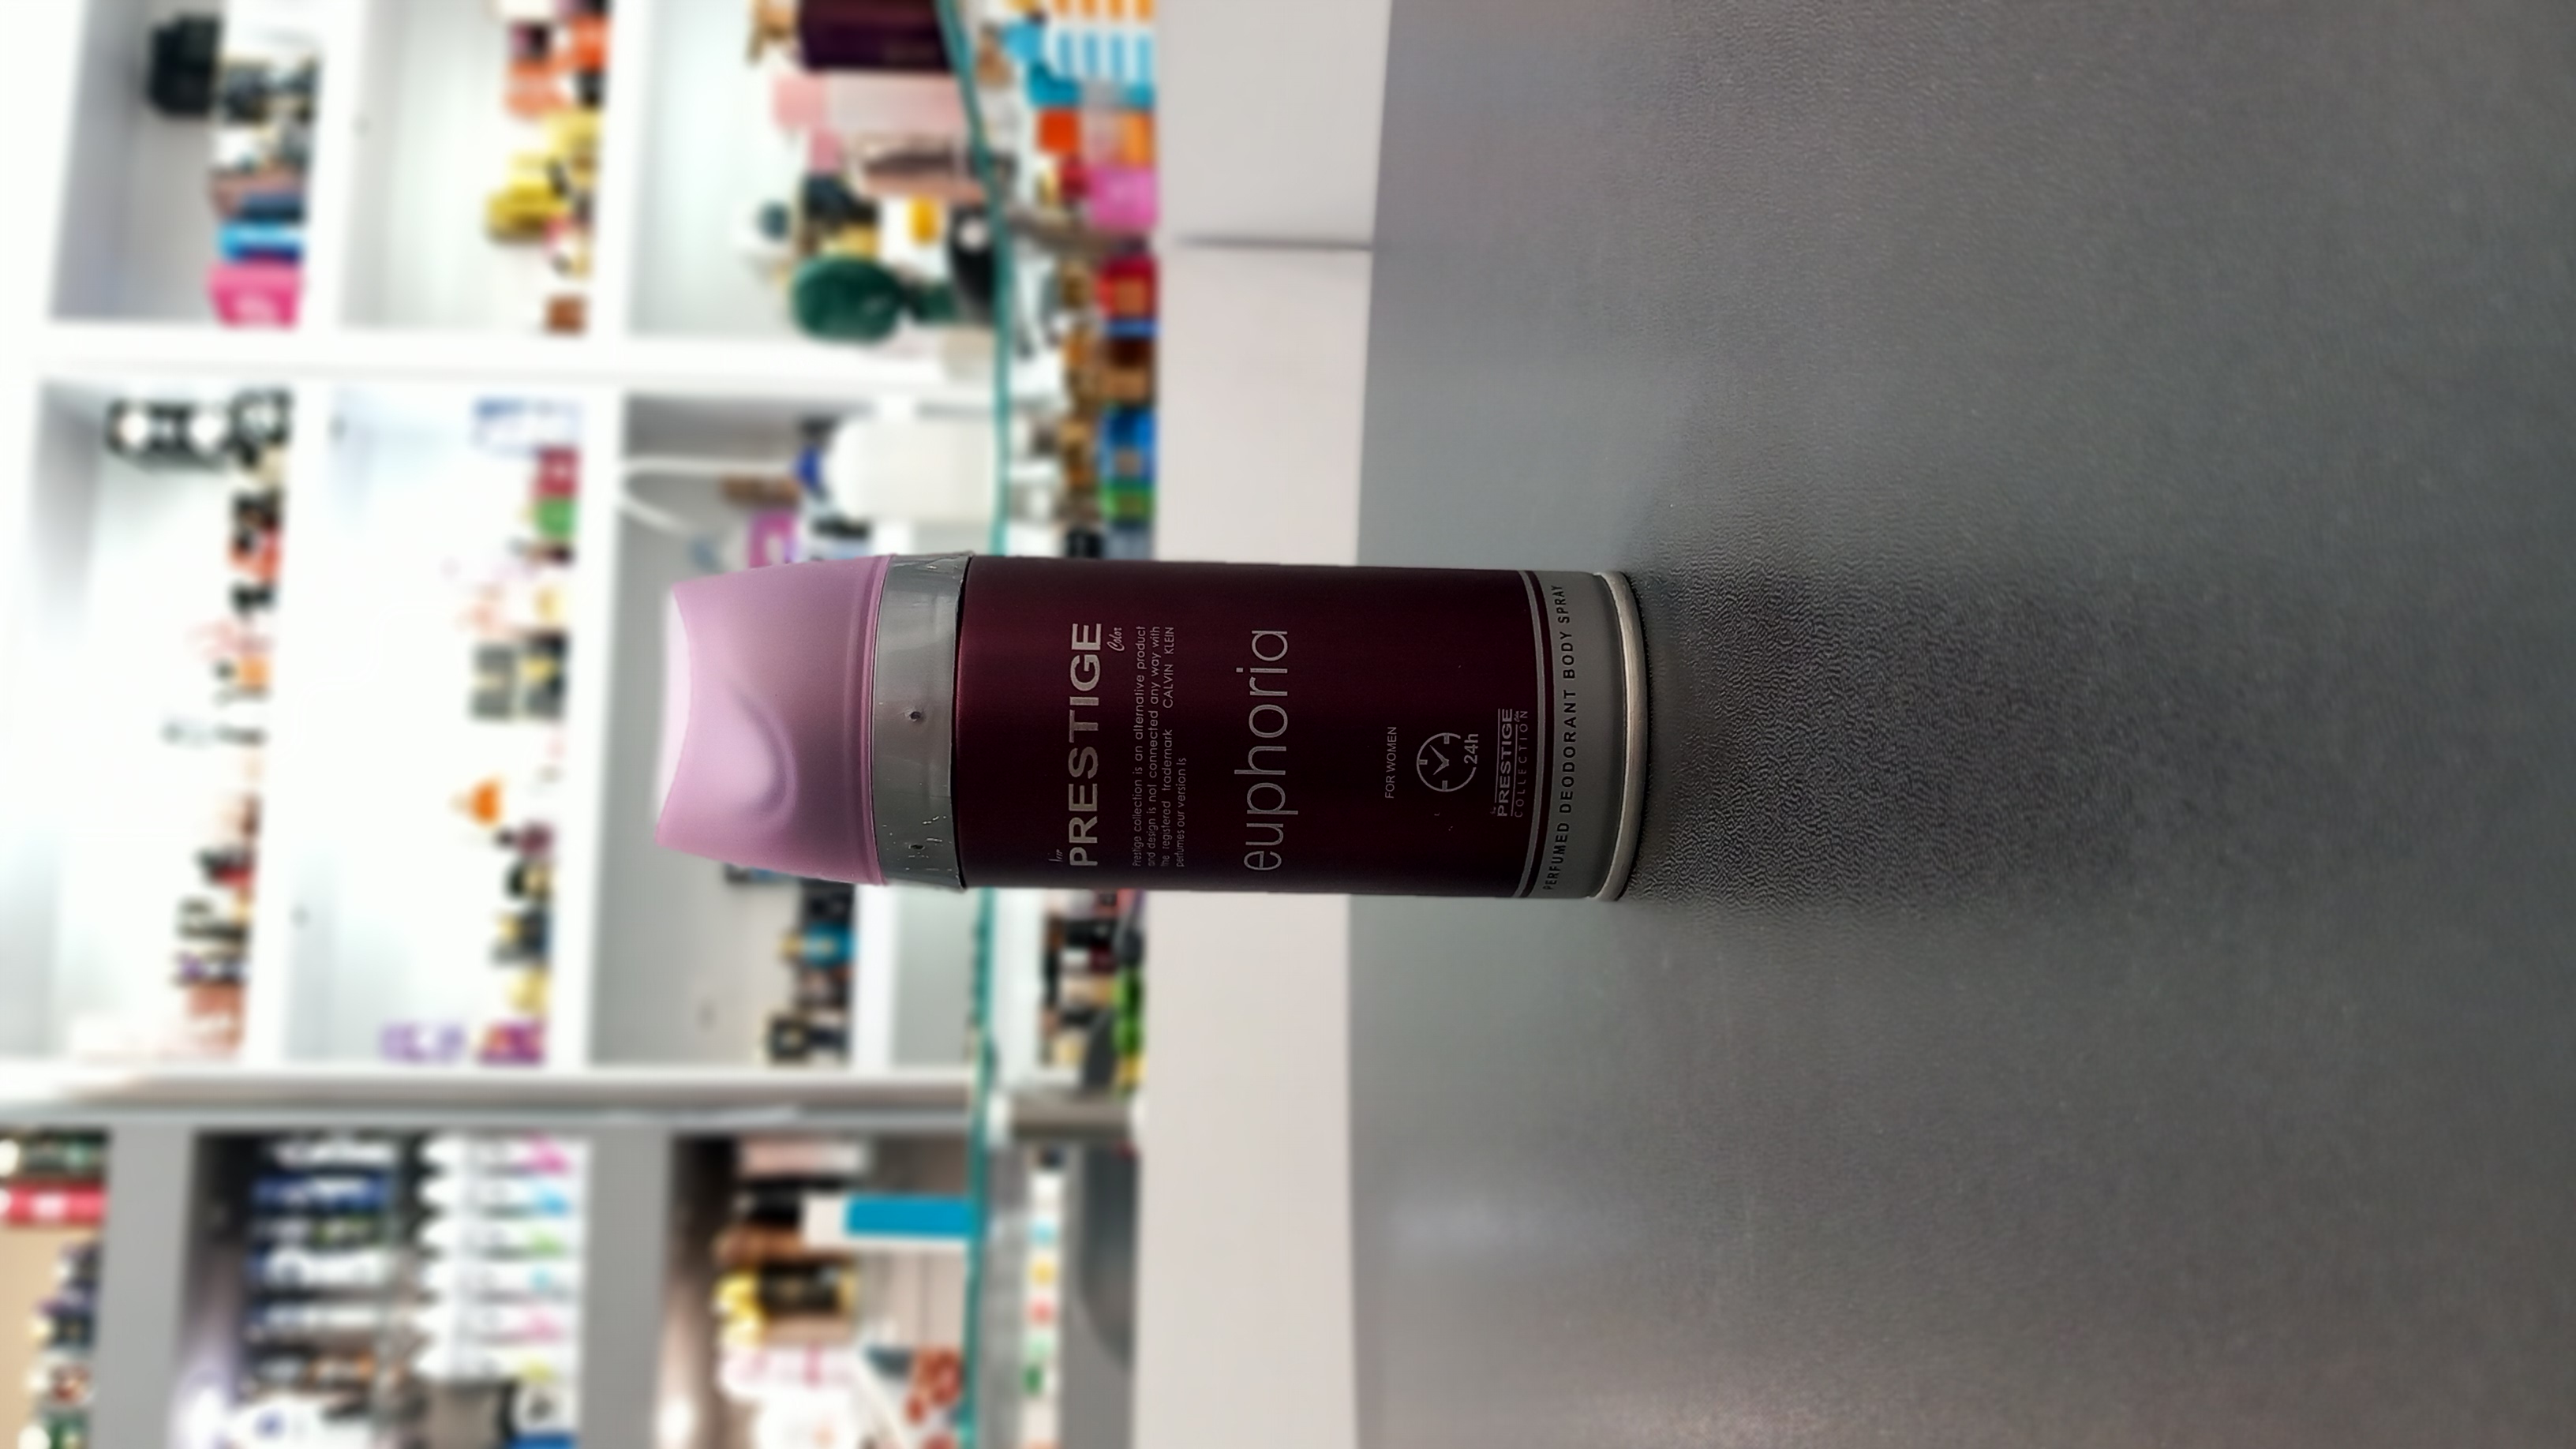 PRESTIGE
Color
Prestige collection is an alternative product
and design is not connected any way with
the registered trademark CALVIN KLEIN
perfumes our version is
euphoria
FOR WOMEN
24h
PRESTIGE
COLLECTION
PERFUMED DEODORANT BODY SPRAY